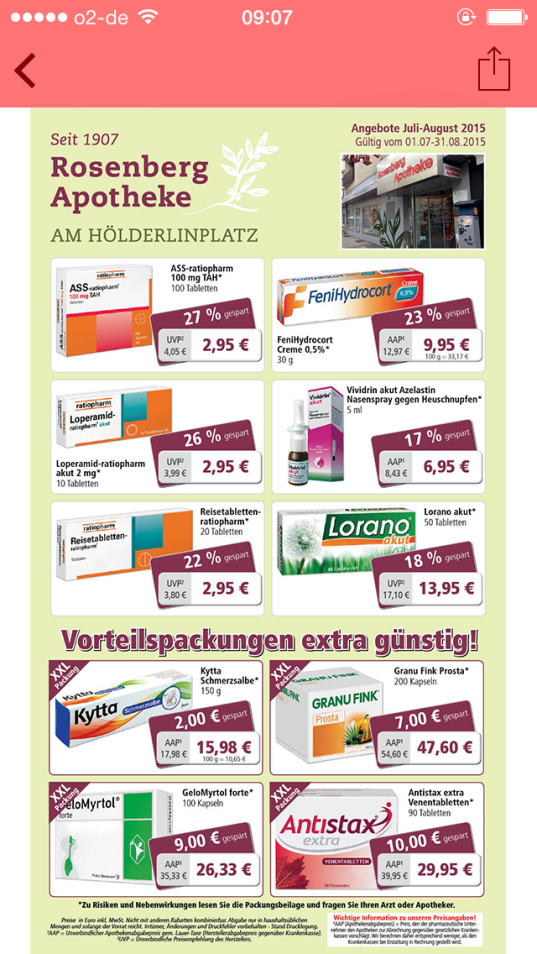 o2-de
09:07
Seit 1907
Rosenberg
Apotheke
AM HÖLDERLINPLATZ
Angebote Juli-August 2015
Gültig vom 01.07-31.08.2015
Rosenberg Apotheke
ratiopharm
ASS-ratiopharm®
100 mg TAH
ASS-ratiopharm
100 mg TAH*
100 Tabletten
27 % gespart
UVP²
4,05 €
2,95 €
FeniHydrocort
Creme
0,5%
FeniHydrocort
Creme 0,5%*
30 g
23 % gespart
AAP¹
12,97 €
9,95 €
100 g = 33,17 €
ratiopharm
Loperamid-
ratiopharm® akut
Loperamid-ratiopharm
akut 2 mg*
10 Tabletten
26 % gespart
UVP²
3,99 €
2,95 €
Vividrin®
akut
Vividrin akut Azelastin
Nasenspray gegen Heuschnupfen*
5 ml
17 % gespart
AAP¹
8,43 €
6,95 €
ratiopharm
Reisetabletten-
ratiopharm®
Reisetabletten-
ratiopharm*
20 Tabletten
22 % gespart
UVP²
3,80 €
2,95 €
Lorano®
akut
Lorano akut*
50 Tabletten
18 % gespart
UVP²
17,10 €
13,95 €
Vorteilspackungen extra günstig!
XXL
Packung
Kytta®
Schmerzsalbe
Kytta
Schmerzsalbe*
150 g
2,00 € gespart
AAP¹
17,98 €
15,98 €
100 g = 10,65 €
XXL
Packung
GRANU FINK®
Prosta
Granu Fink Prosta*
200 Kapseln
7,00 € gespart
AAP¹
54,60 €
47,60 €
XXL
Packung
GeloMyrtol®
forte
GeloMyrtol forte*
100 Kapseln
9,00 € gespart
AAP¹
35,33 €
26,33 €
XXL
Packung
Antistax®
extra
VENENTABLETTEN
Antistax extra
Venentabletten*
90 Tabletten
10,00 € gespart
AAP¹
39,95 €
29,95 €
*Zu Risiken und Nebenwirkungen lesen Sie die Packungsbeilage und fragen Sie Ihren Arzt oder Apotheker.
Preise in Euro inkl. MwSt. Nicht mit anderen Rabatten kombinierbar. Abgabe nur in haushaltsüblichen
Mengen und solange der Vorrat reicht. Irrtümer, Änderungen und Druckfehler vorbehalten - Stand Drucklegung.
¹AAP = Unverbindlicher Apothekenabgabepreis gem. Lauer-Taxe (Herstellerabgabepreis gegenüber Krankenkasse).
²UVP = Unverbindliche Preisempfehlung des Herstellers.
Wichtige Information zu unseren Preisangaben!
¹AAP (Apothekenabgabepreis) = Preis, den der pharmazeutische Unter-
nehmer den Apotheken zur Abrechnung gegenüber gesetzlichen Kranken-
kassen vorschlägt. Wir berechnen daher entsprechend weniger, als den
Krankenkassen bei Erstattung in Rechnung gestellt wird.